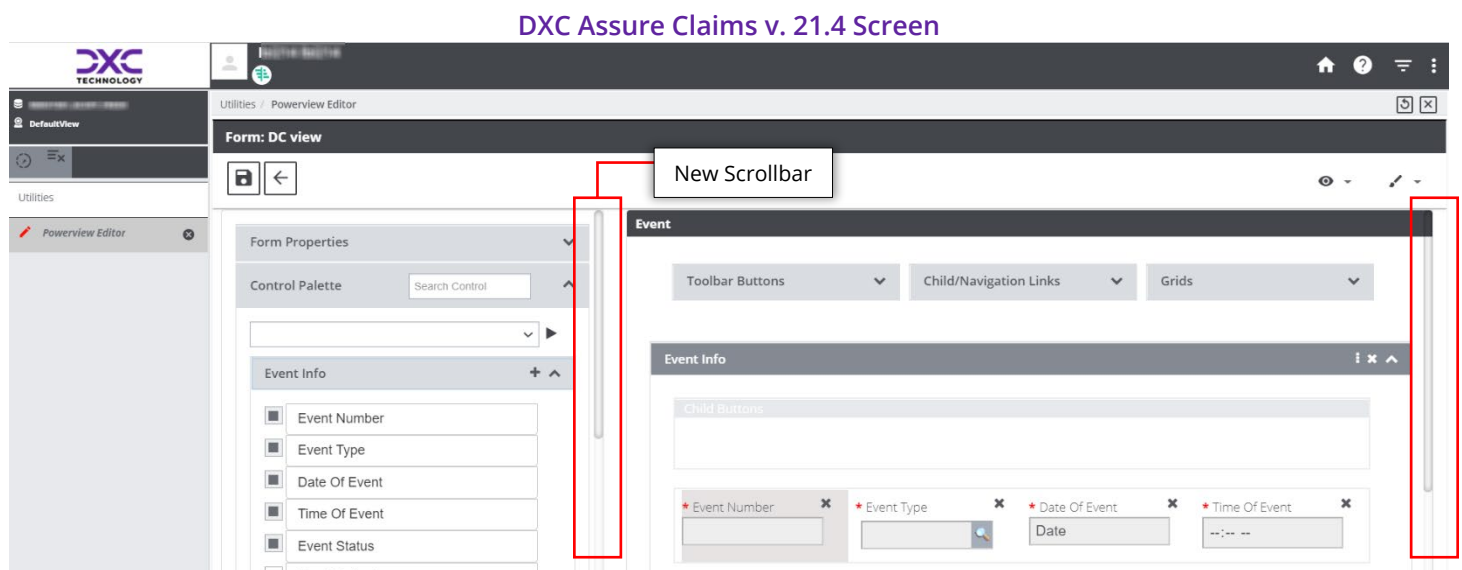 DXC Assure Claims v. 21.4 Screen
DXC
TECHNOLOGY
DefaultView
Utilities / Powerview Editor
Form: DC view
New Scrollbar
Utilities
Powerview Editor
Form Properties
Control Palette
Search Control
Event Info
Event Number
Event Type
Date Of Event
Time Of Event
Event Status
Event
Toolbar Buttons
Child/Navigation Links
Grids
Event Info
Child Buttons
* Event Number
* Event Type
* Date Of Event
* Time Of Event
Date
--:-- --